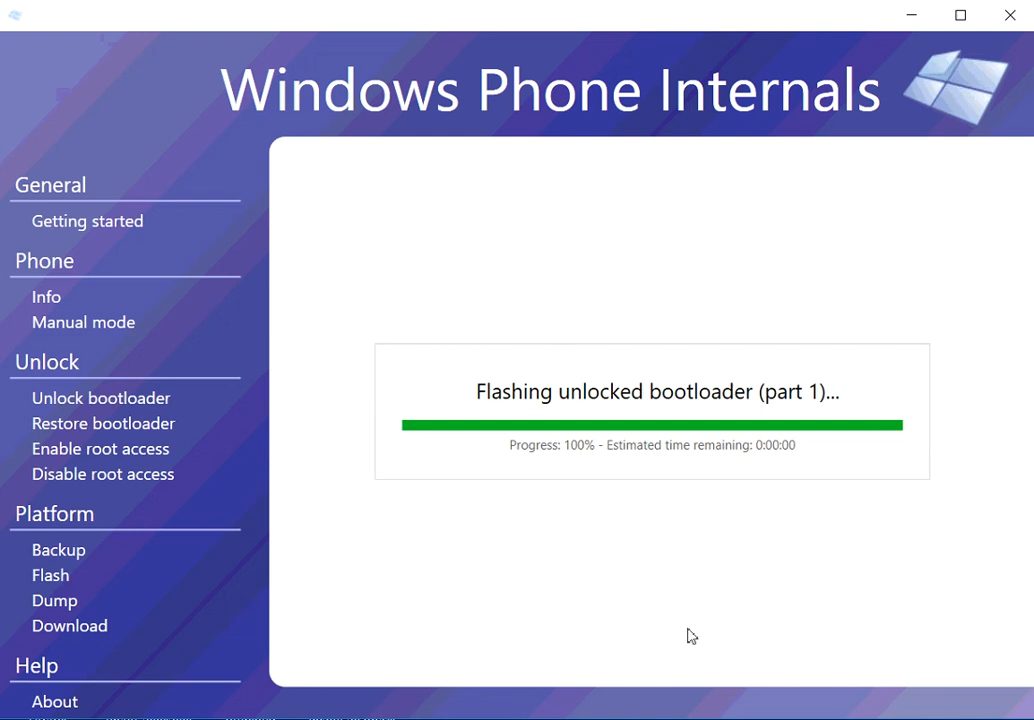 Windows Phone Internals
General
Getting started
Phone
Info
Manual mode
Unlock
Unlock bootloader
Restore bootloader
Enable root access
Disable root access
Platform
Backup
Flash
Dump
Download
Help
About
Flashing unlocked bootloader (part 1)...
Progress: 100% - Estimated time remaining: 0:00:00